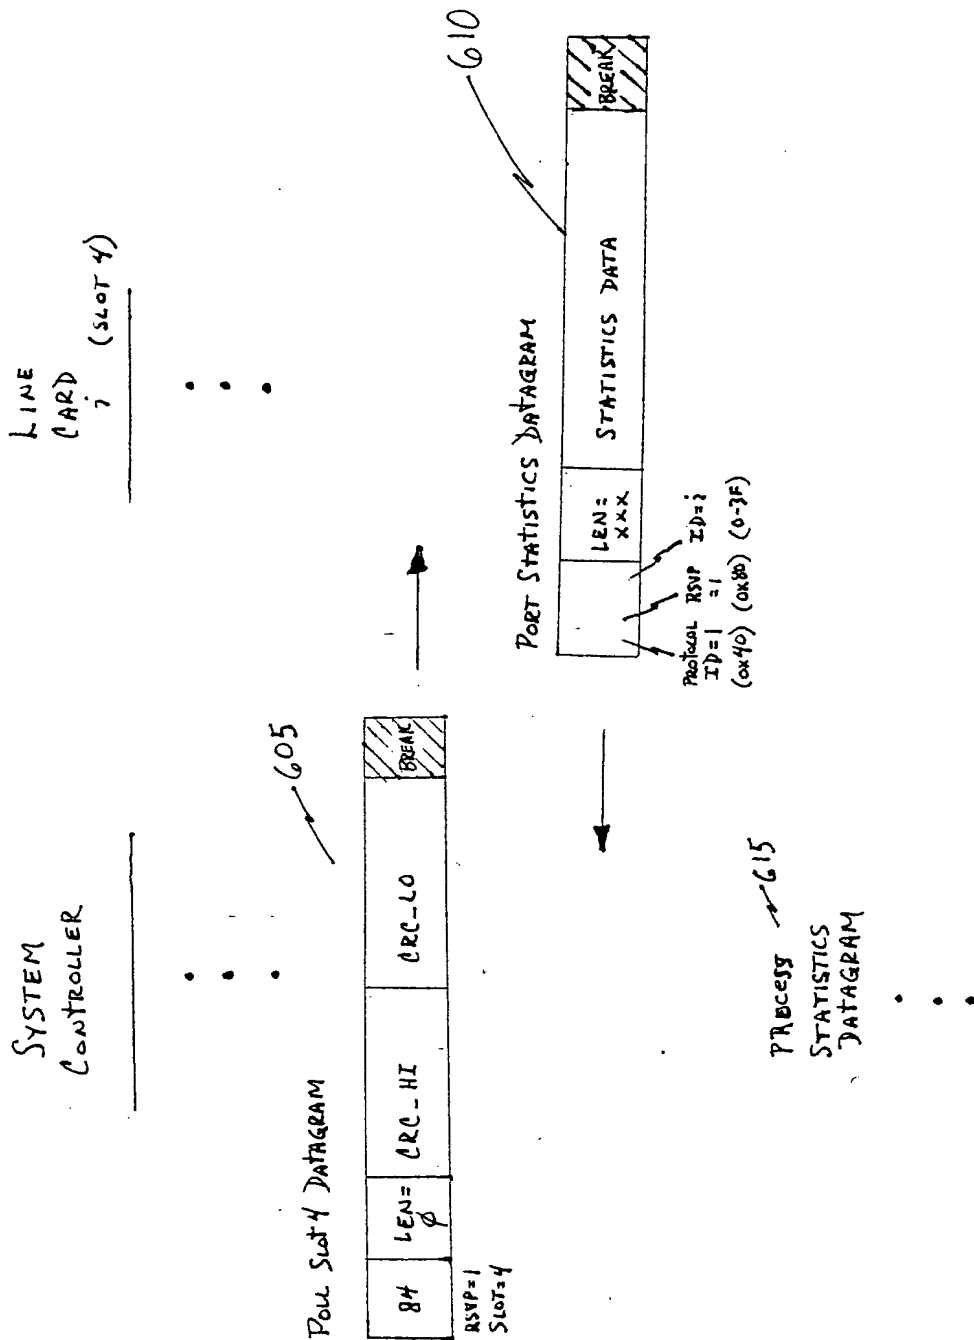 SYSTEM
CONTROLLER
LINE
CARD
i (SLOT 4)
POLL SLOT 4 DATAGRAM
605
84
LEN=
φ
CRC_HI
CRC_LO
BREAK
RSVP=1
SLOT=4
PORT STATISTICS DATAGRAM
610
LEN=
XXX
STATISTICS DATA
BREAK
PROTOCOL
ID=1
(0x40)
RSVP
=1
(0x80)
ID=i
(0-3F)
PROCESS
STATISTICS
DATAGRAM
615